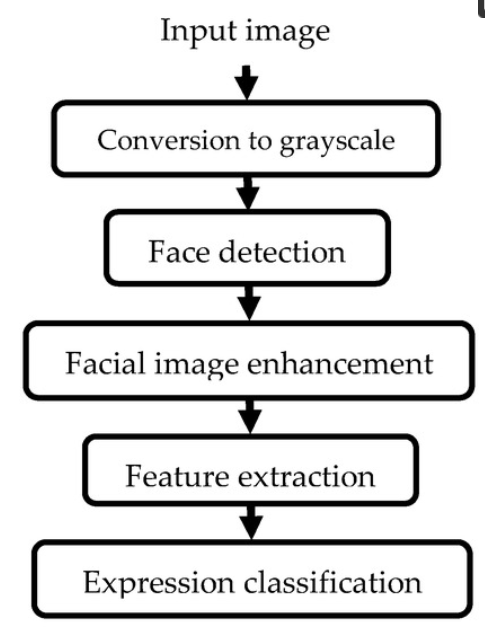 Input image
Conversion to grayscale
Face detection
Facial image enhancement
Feature extraction
Expression classification